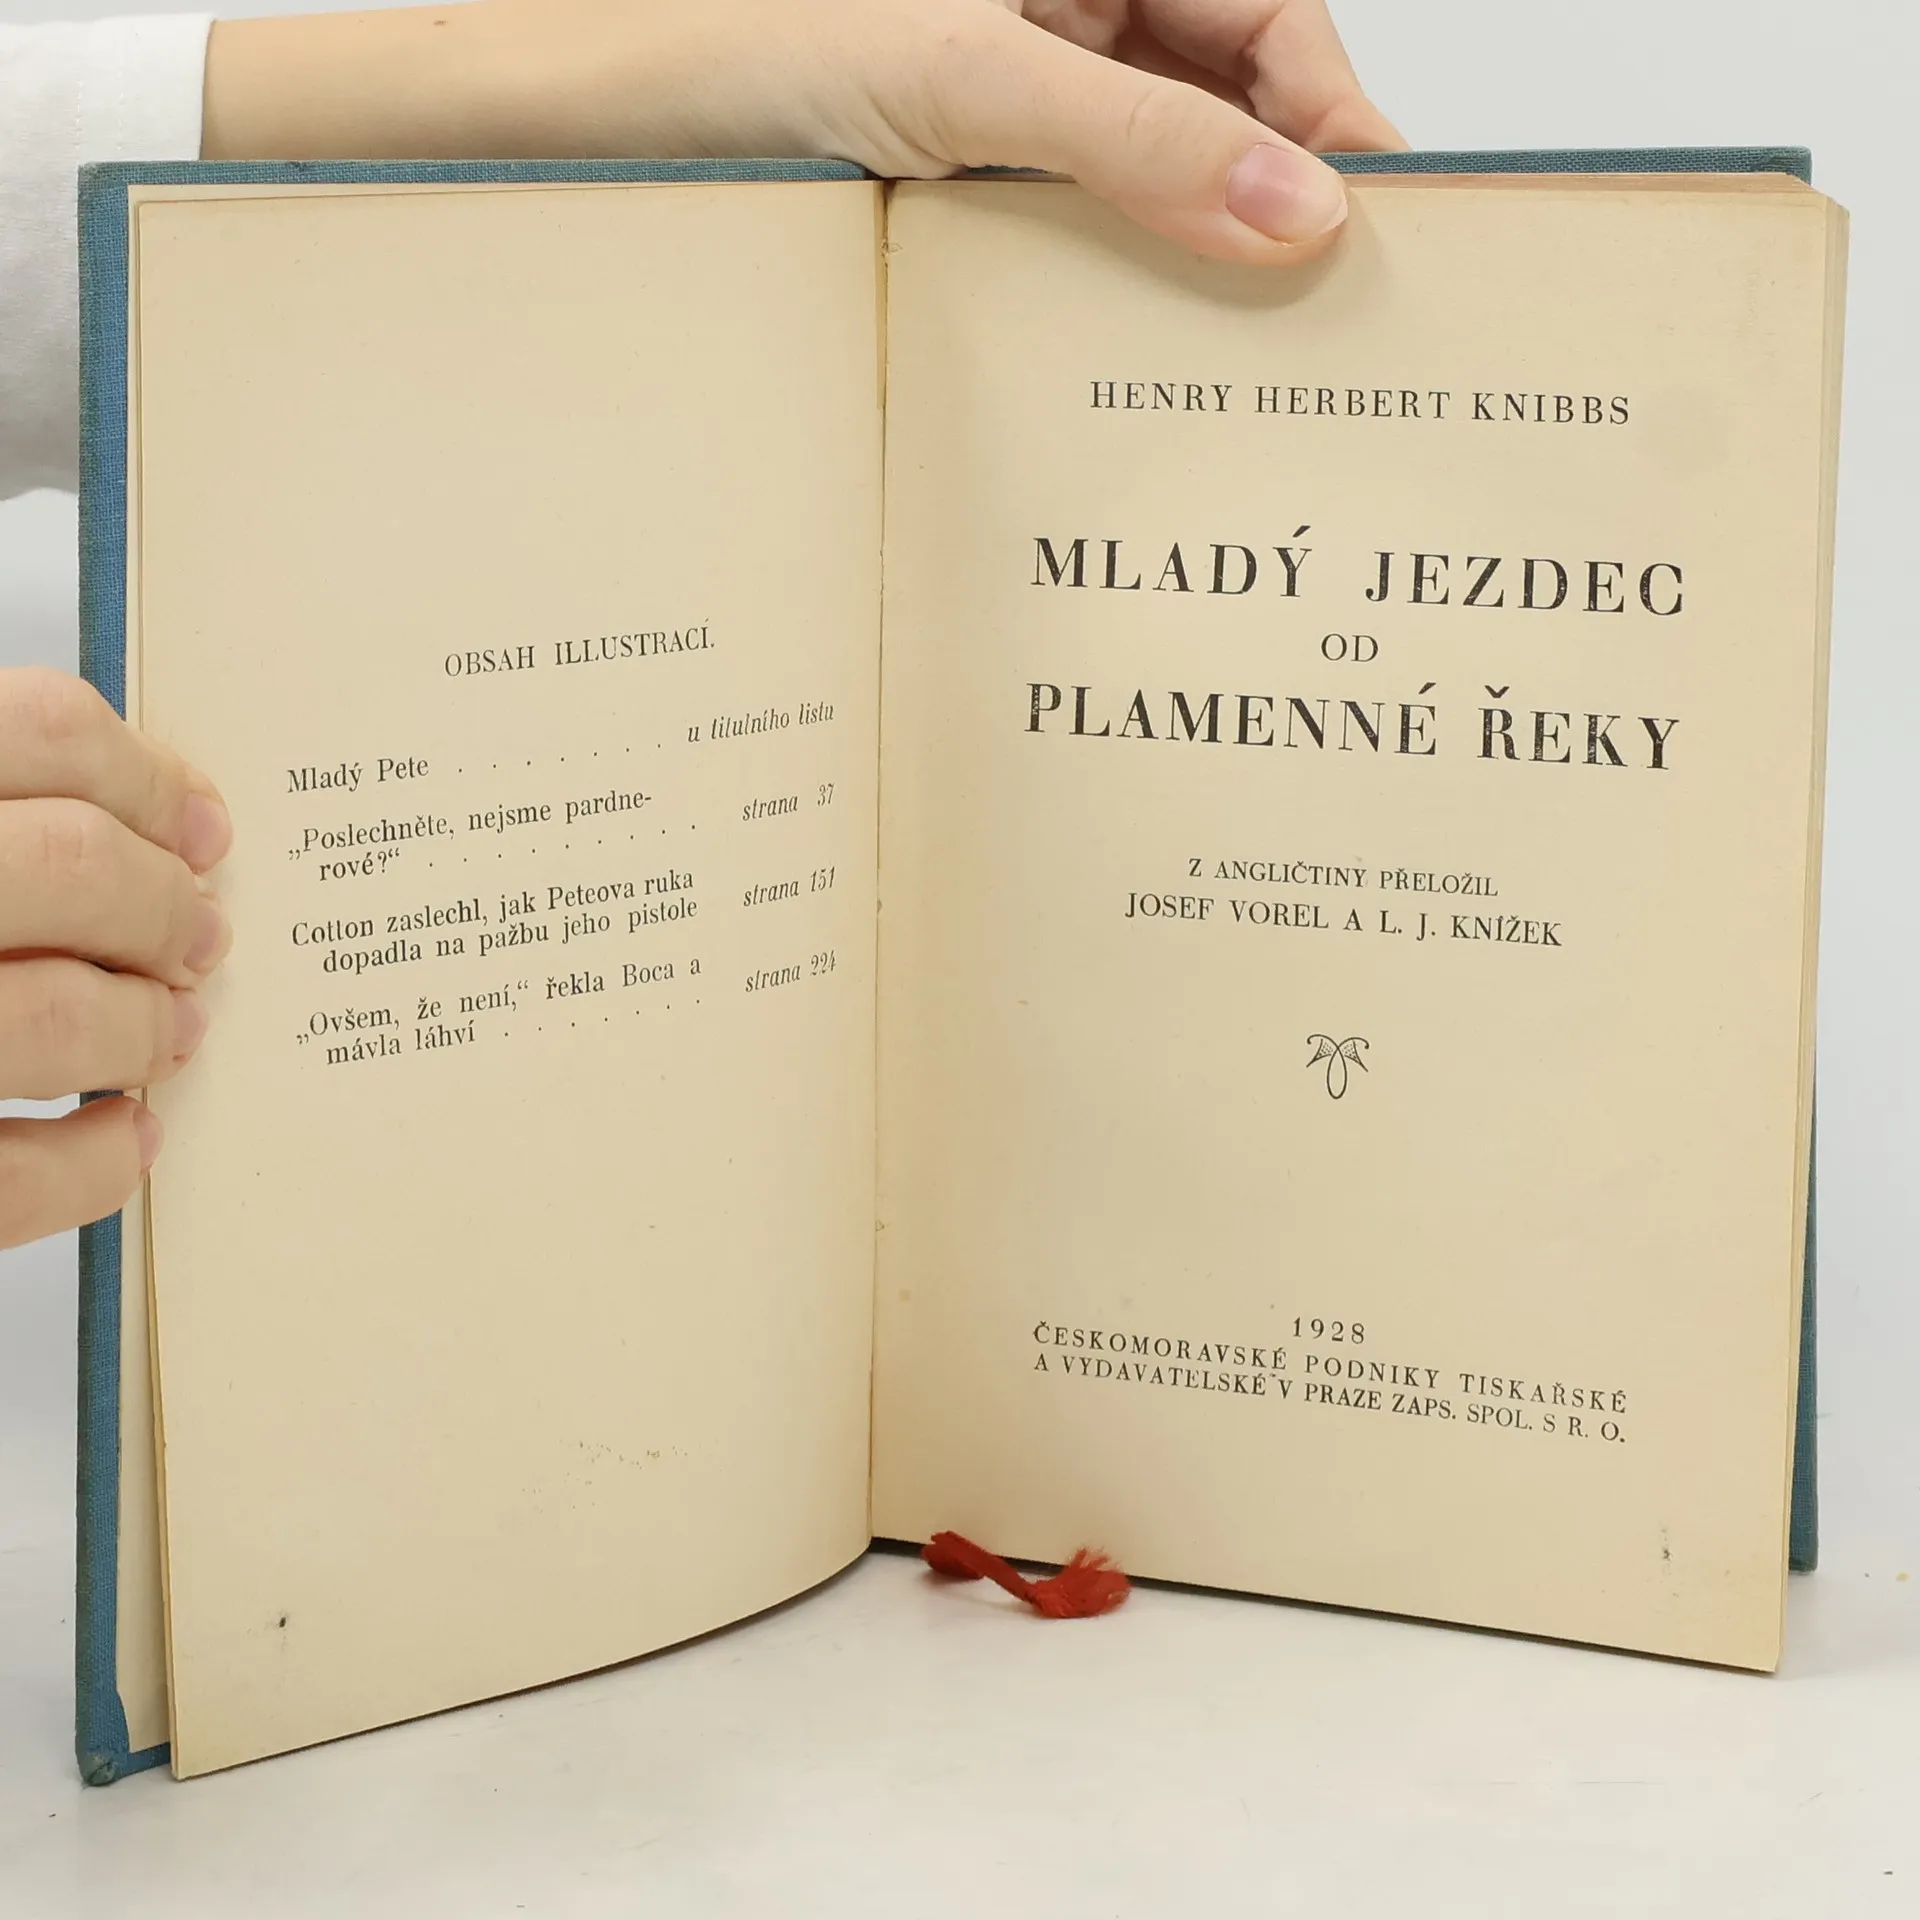 OBSAH ILLUSTRACÍ.
Mladý Pete . . . . . . . u titulního listu
„Poslechněte, nejsme pardne-
rové?“ . . . . . . . . strana 37
Cotton zaslechl, jak Peteova ruka
dopadla na pažbu jeho pistole strana 151
„Ovšem, že není,“ řekla Boca a
mávla láhví . . . . . . strana 224
HENRY HERBERT KNIBBS
MLADÝ JEZDEC
OD
PLAMENNÉ ŘEKY
Z ANGLIČTINY PŘELOŽIL
JOSEF VOREL A L. J. KNÍŽEK
1928
ČESKOMORAVSKÉ PODNIKY TISKAŘSKÉ
A VYDAVATELSKÉ V PRAZE ZAPS. SPOL. S R. O.